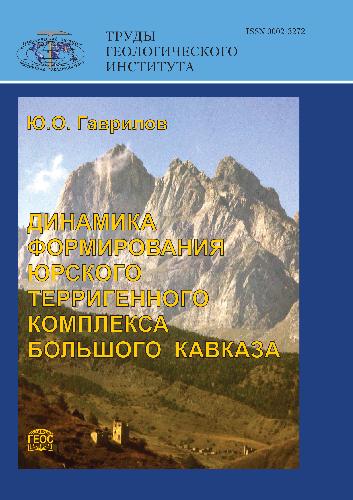 ТРУДЫ
ГЕОЛОГИЧЕСКОГО
ИНСТИТУТА
ISSN 0002-3272
Ю.О. Гаврилов
ДИНАМИКА
ФОРМИРОВАНИЯ
ЮРСКОГО
ТЕРРИГЕННОГО
КОМПЛЕКСА
БОЛЬШОГО КАВКАЗА
ГЕОС